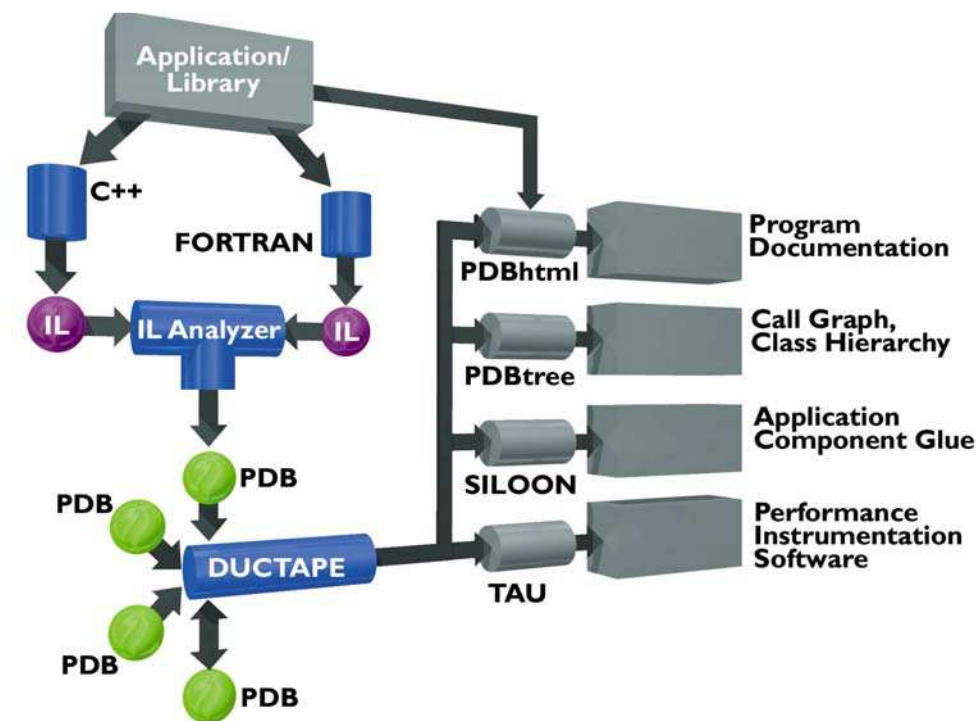 Application/
Library
C++
FORTRAN
IL
IL Analyzer
IL
PDB
PDB
DUCTAPE
PDB
PDB
PDBhtml
Program
Documentation
PDBtree
Call Graph,
Class Hierarchy
SILOON
Application
Component Glue
TAU
Performance
Instrumentation
Software